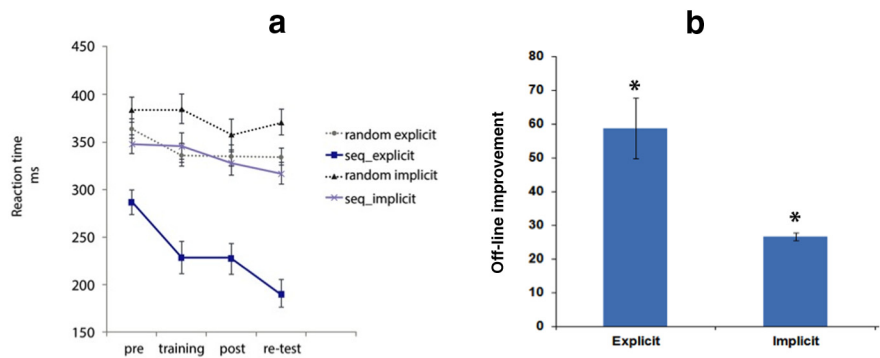 a
450
400
350
300
250
200
150
Reaction time
ms
pre training post re-test
random explicit
seq_explicit
random implicit
seq_implicit
b
80
70
60
50
40
30
20
10
0
Off-line improvement
*
*
Explicit Implicit